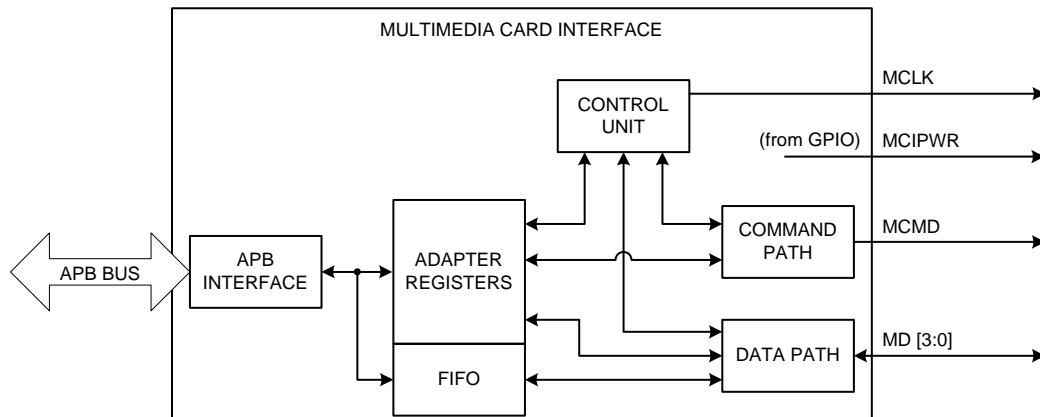 MULTIMEDIA CARD INTERFACE
MCLK
CONTROL
UNIT
(from GPIO)
MCIPWR
APB BUS
APB
INTERFACE
ADAPTER
REGISTERS
COMMAND
PATH
MCMD
FIFO
DATA PATH
MD [3:0]